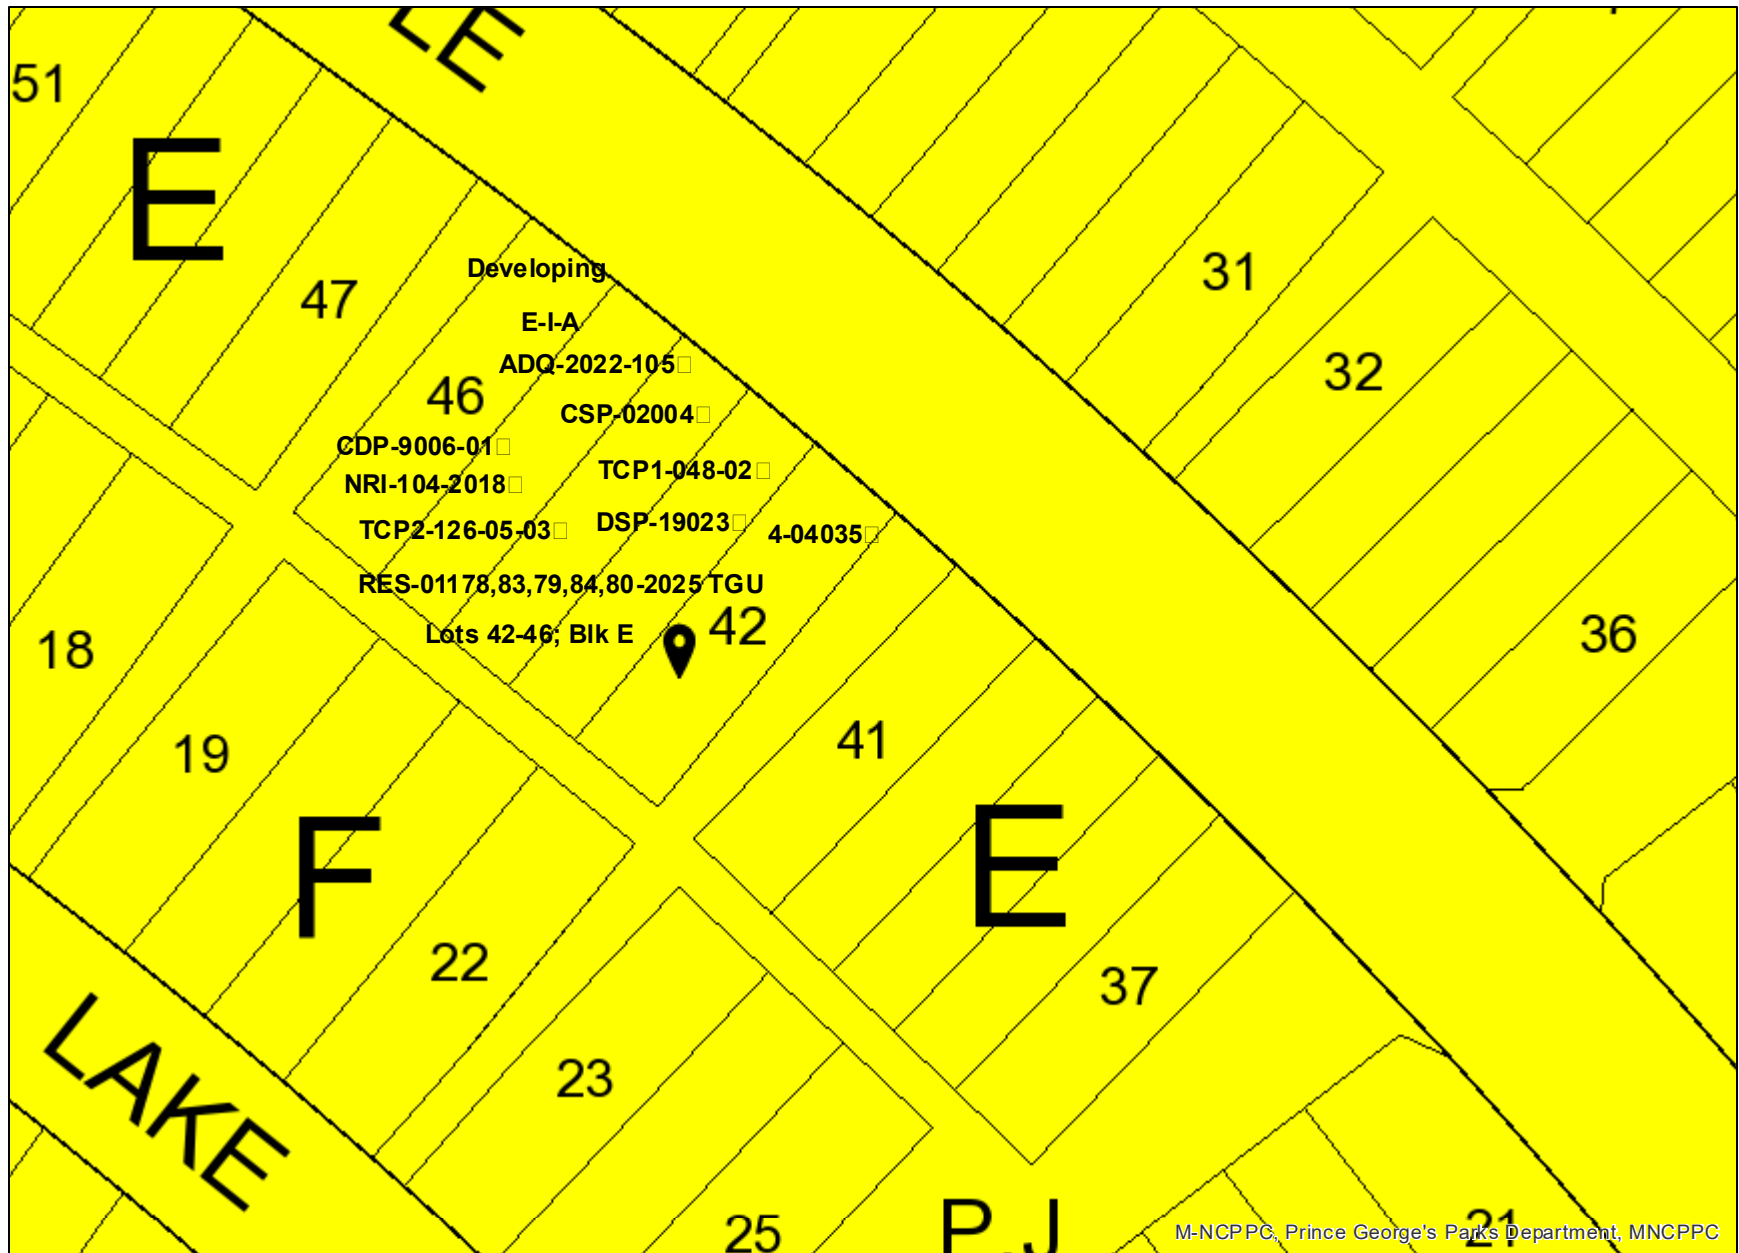 LE
51
E
47
Developing
E-I-A
ADQ-2022-105
46
CSP-02004
CDP-9006-01
TCP1-048-02
NRI-104-2018
TCP2-126-05-03
DSP-19023
4-04035
RES-01178,83,79,84,80-2025 TGU
Lots 42-46; Blk E
42
31
32
36
18
19
41
F
E
22
37
23
LAKE
25
P.J
21
M-NCPPC, Prince George's Parks Department, MNCPPC